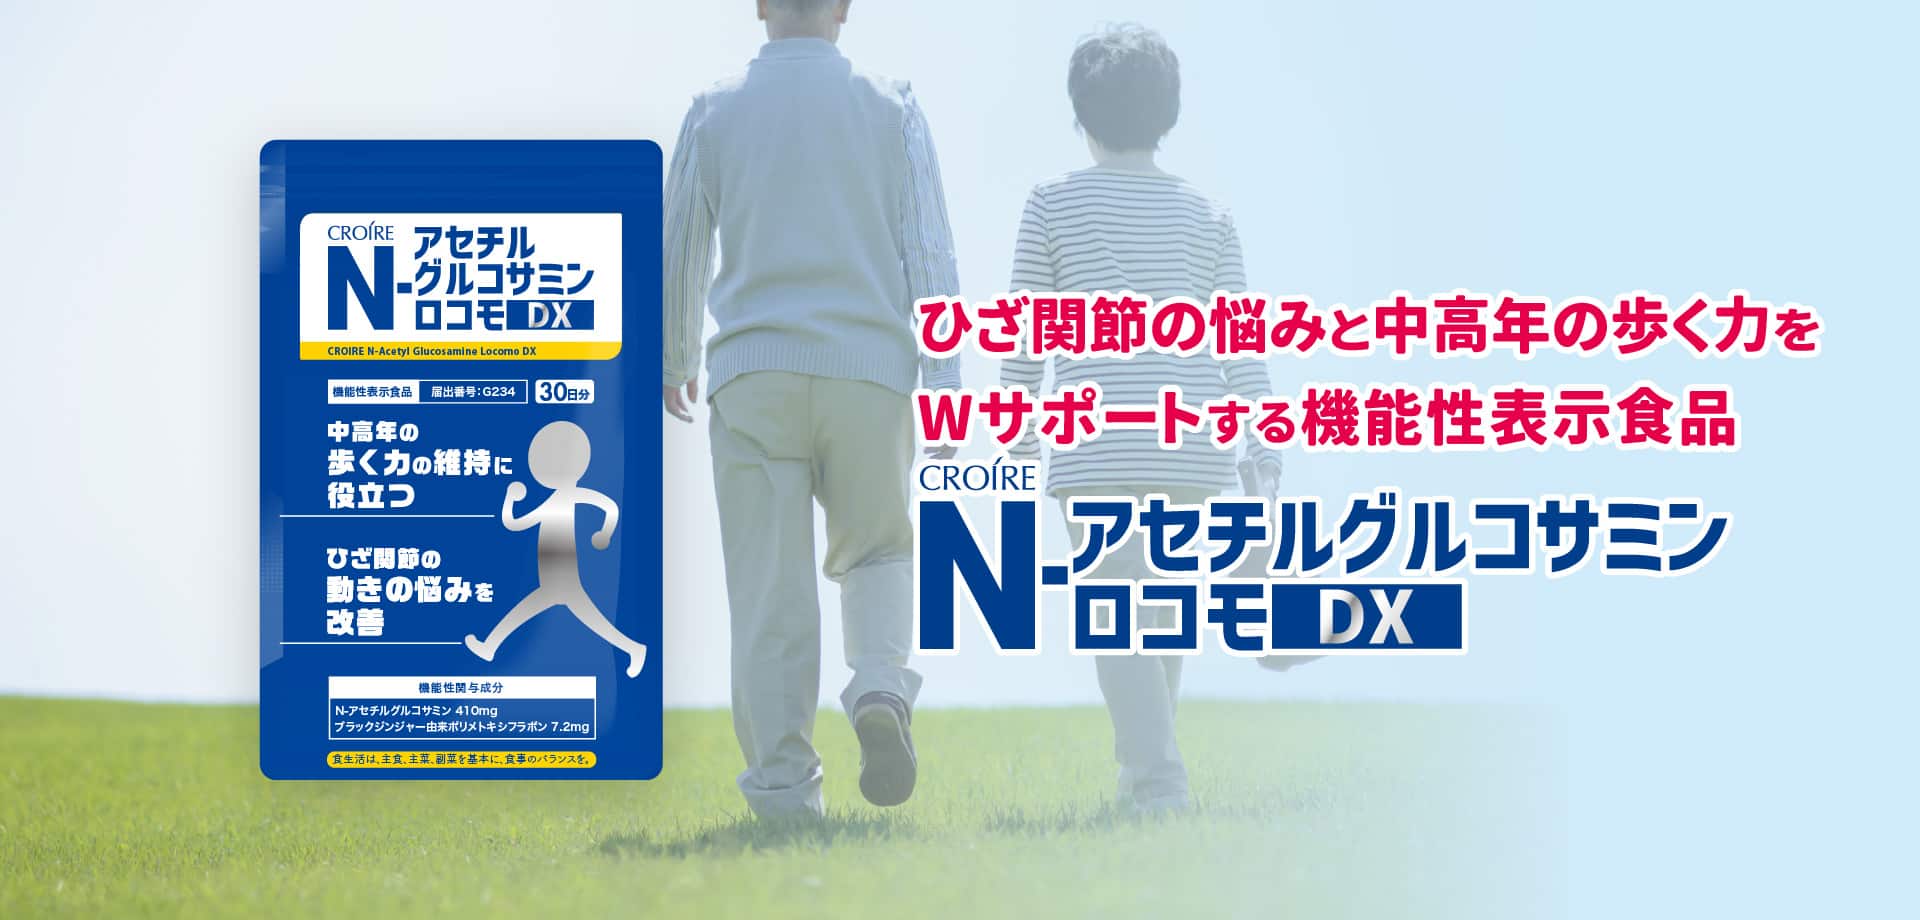 CROÍRE
N-アセチル
グルコサミン
ロコモ DX
CROIRE N-Acetyl Glucosamine Locomo DX
機能性表示食品 届出番号:G234 30日分
中高年の
歩く力の維持に
役立つ
ひざ関節の
動きの悩みを
改善
機能性関与成分
N-アセチルグルコサミン 410mg
ブラックジンジャー由来ポリメトキシフラボン 7.2mg
食生活は、主食、主菜、副菜を基本に、食事のバランスを。
ひざ関節の悩みと中高年の歩く力を
Wサポートする機能性表示食品
CROÍRE
N-アセチルグルコサミン
ロコモ DX